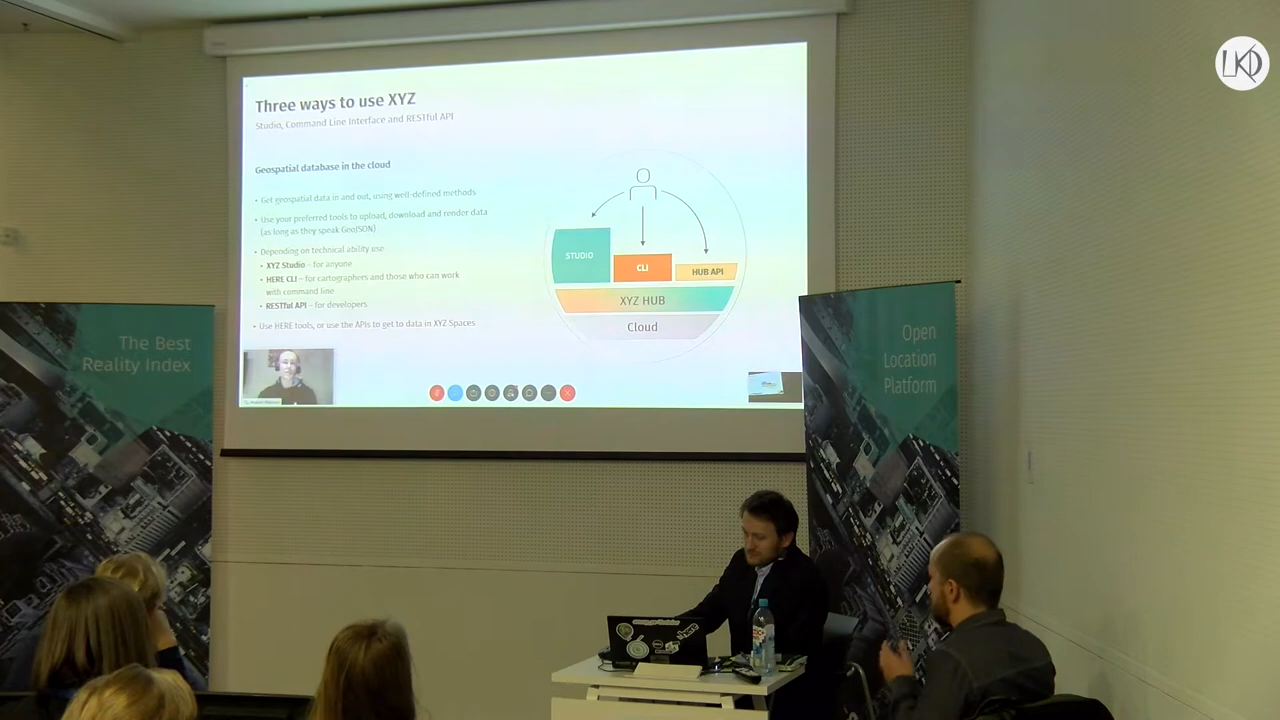 LKD
Three ways to use XYZ
Studio, Command Line Interface and RESTful API
Geospatial database in the cloud
• Get geospatial data in and out, using well-defined methods
• Use your preferred tools to upload, download and render data
(as long as they speak GeoJSON)
• Depending on technical ability use
• XYZ Studio – for anyone
• HERE CLI – for cartographers and those who can work
with command line
• RESTful API – for developers
• Use HERE tools, or use the APIs to get to data in XYZ Spaces
STUDIO
CLI
HUB API
XYZ HUB
Cloud
The Best
Reality Index
Open
Location
Platform